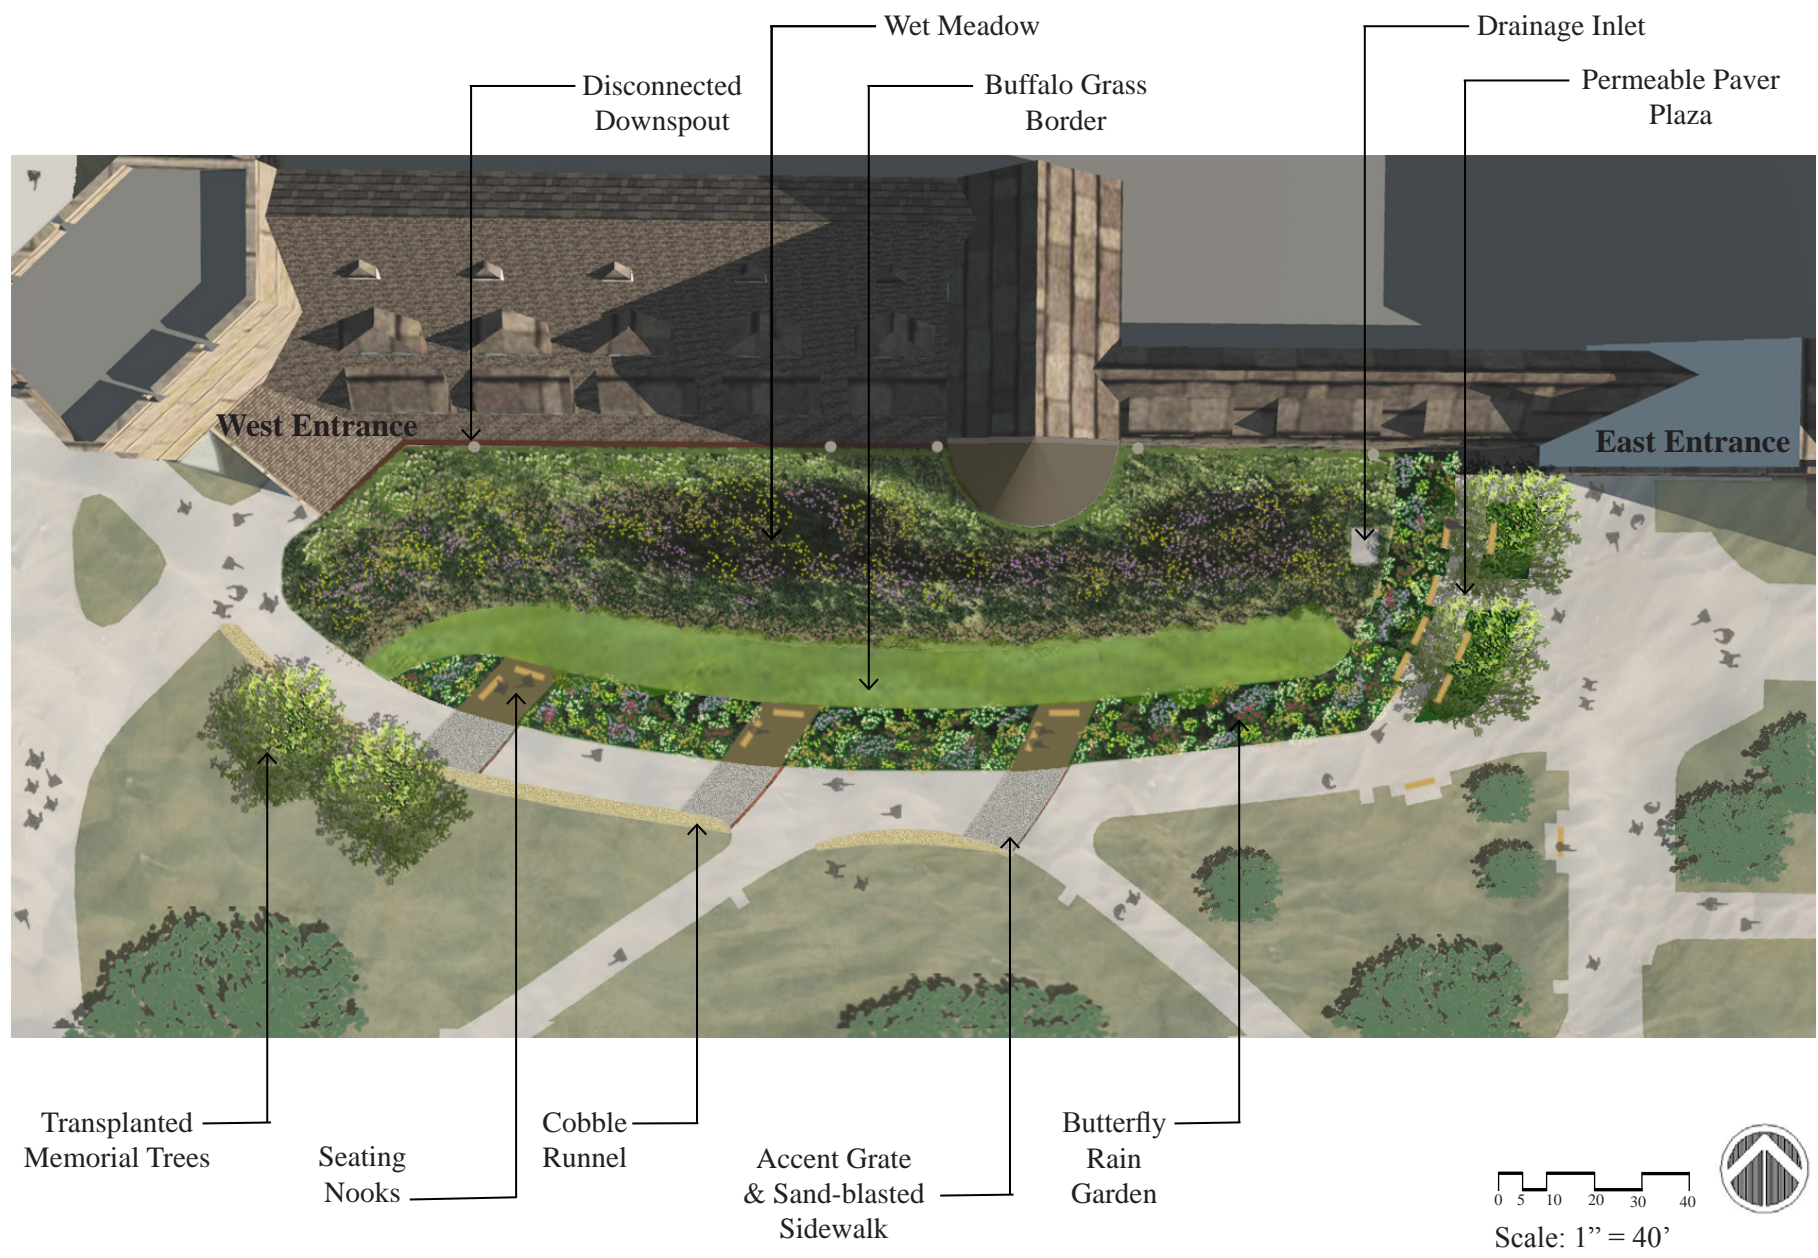 Wet Meadow
Drainage Inlet
Disconnected
Downspout
Buffalo Grass
Border
Permeable Paver
Plaza
West Entrance
East Entrance
Transplanted
Memorial Trees
Seating
Nooks
Cobble
Runnel
Accent Grate
& Sand-blasted
Sidewalk
Butterfly
Rain
Garden
0 5 10 20 30 40
Scale: 1” = 40’